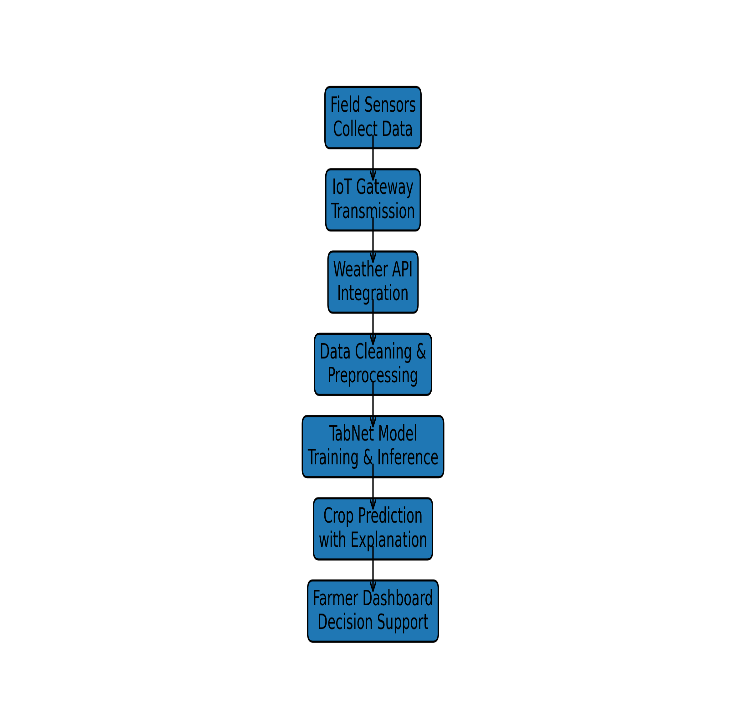 Field Sensors
Collect Data
IoT Gateway
Transmission
Weather API
Integration
Data Cleaning &
Preprocessing
TabNet Model
Training & Inference
Crop Prediction
with Explanation
Farmer Dashboard
Decision Support